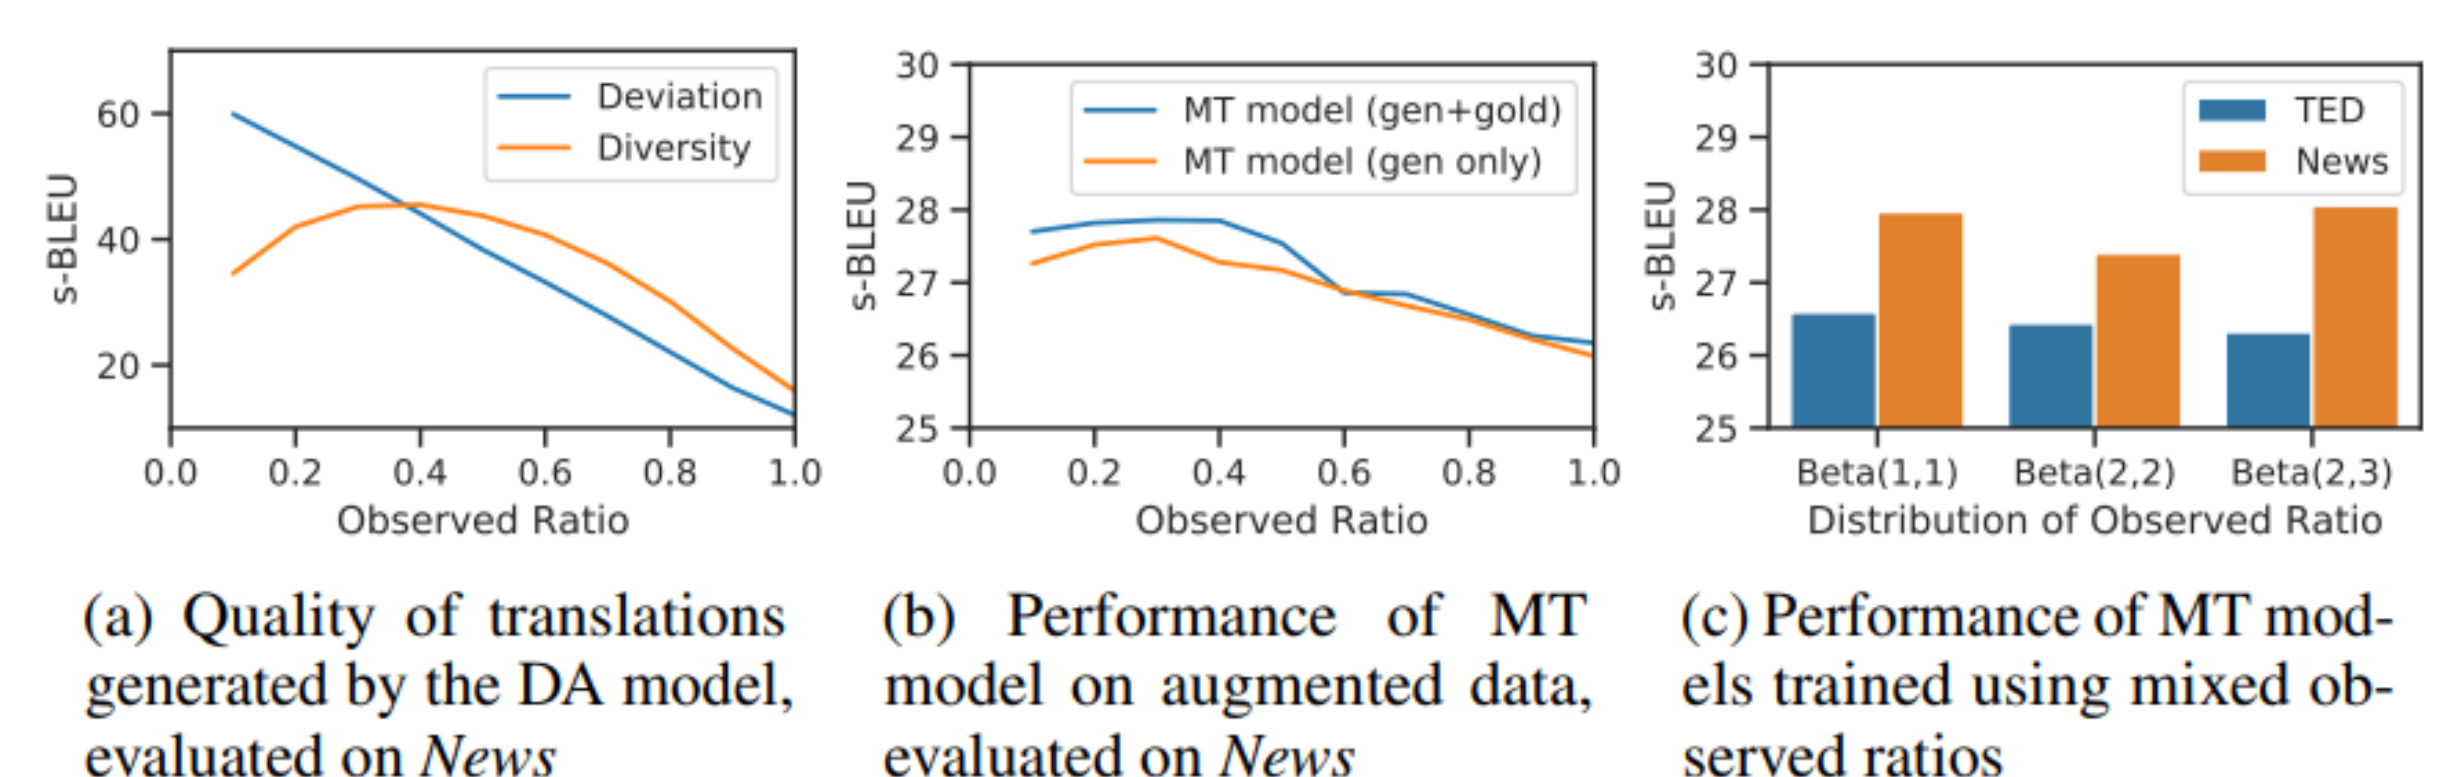 60
40
20
s-BLEU
Deviation
Diversity
0.0 0.2 0.4 0.6 0.8 1.0
Observed Ratio
(a) Quality of translations
generated by the DA model,
evaluated on News
30
29
28
27
26
25
s-BLEU
MT model (gen+gold)
MT model (gen only)
0.0 0.2 0.4 0.6 0.8 1.0
Observed Ratio
(b) Performance of MT
model on augmented data,
evaluated on News
30
29
28
27
26
25
s-BLEU
TED
News
Beta(1,1) Beta(2,2) Beta(2,3)
Distribution of Observed Ratio
(c) Performance of MT mod-
els trained using mixed ob-
served ratios